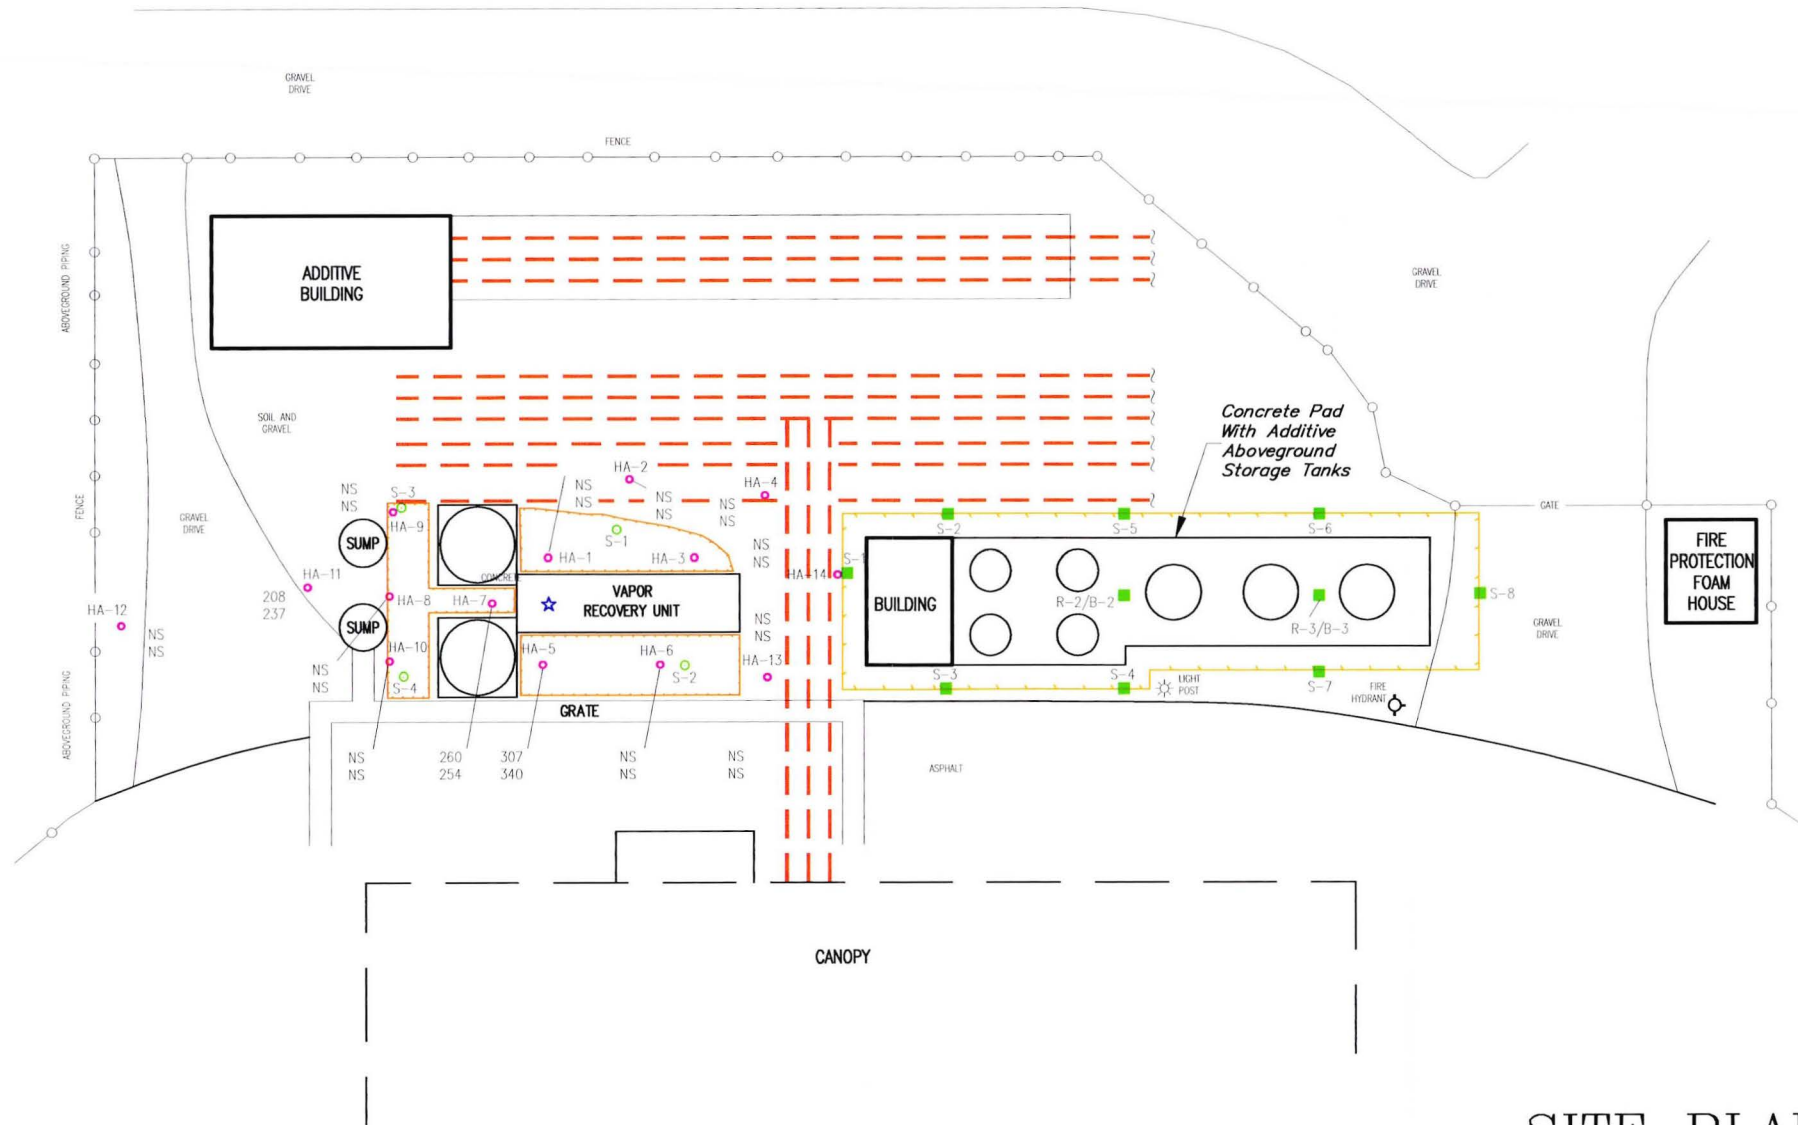 GRAVEL
DRIVE
FENCE
ABOVEGROUND PIPING
ADDITIVE
BUILDING
GRAVEL
DRIVE
SOIL AND
GRAVEL
Concrete Pad
With Additive
Aboveground
Storage Tanks
HA-2
NS
NS
S-3
NS
NS
NS
NS
HA-4
NS
NS
FENCE
GRAVEL
DRIVE
HA-9
SUMP
S-1
HA-1
HA-3
NS
NS
HA-14
S-1
S-2
S-5
S-6
GATE
FIRE
PROTECTION
FOAM
HOUSE
CONCRETE
HA-11
208
237
HA-8
HA-7
VAPOR
RECOVERY UNIT
BUILDING
R-2/B-2
R-3/B-3
S-8
HA-12
NS
NS
SUMP
NS
NS
GRAVEL
DRIVE
HA-10
HA-5
HA-6
HA-13
NS
NS
S-4
S-2
S-3
S-4
LIGHT
POST
S-7
FIRE
HYDRANT
ABOVEGROUND PIPING
GRATE
NS
NS
260
254
307
340
NS
NS
NS
NS
ASPHALT
CANOPY